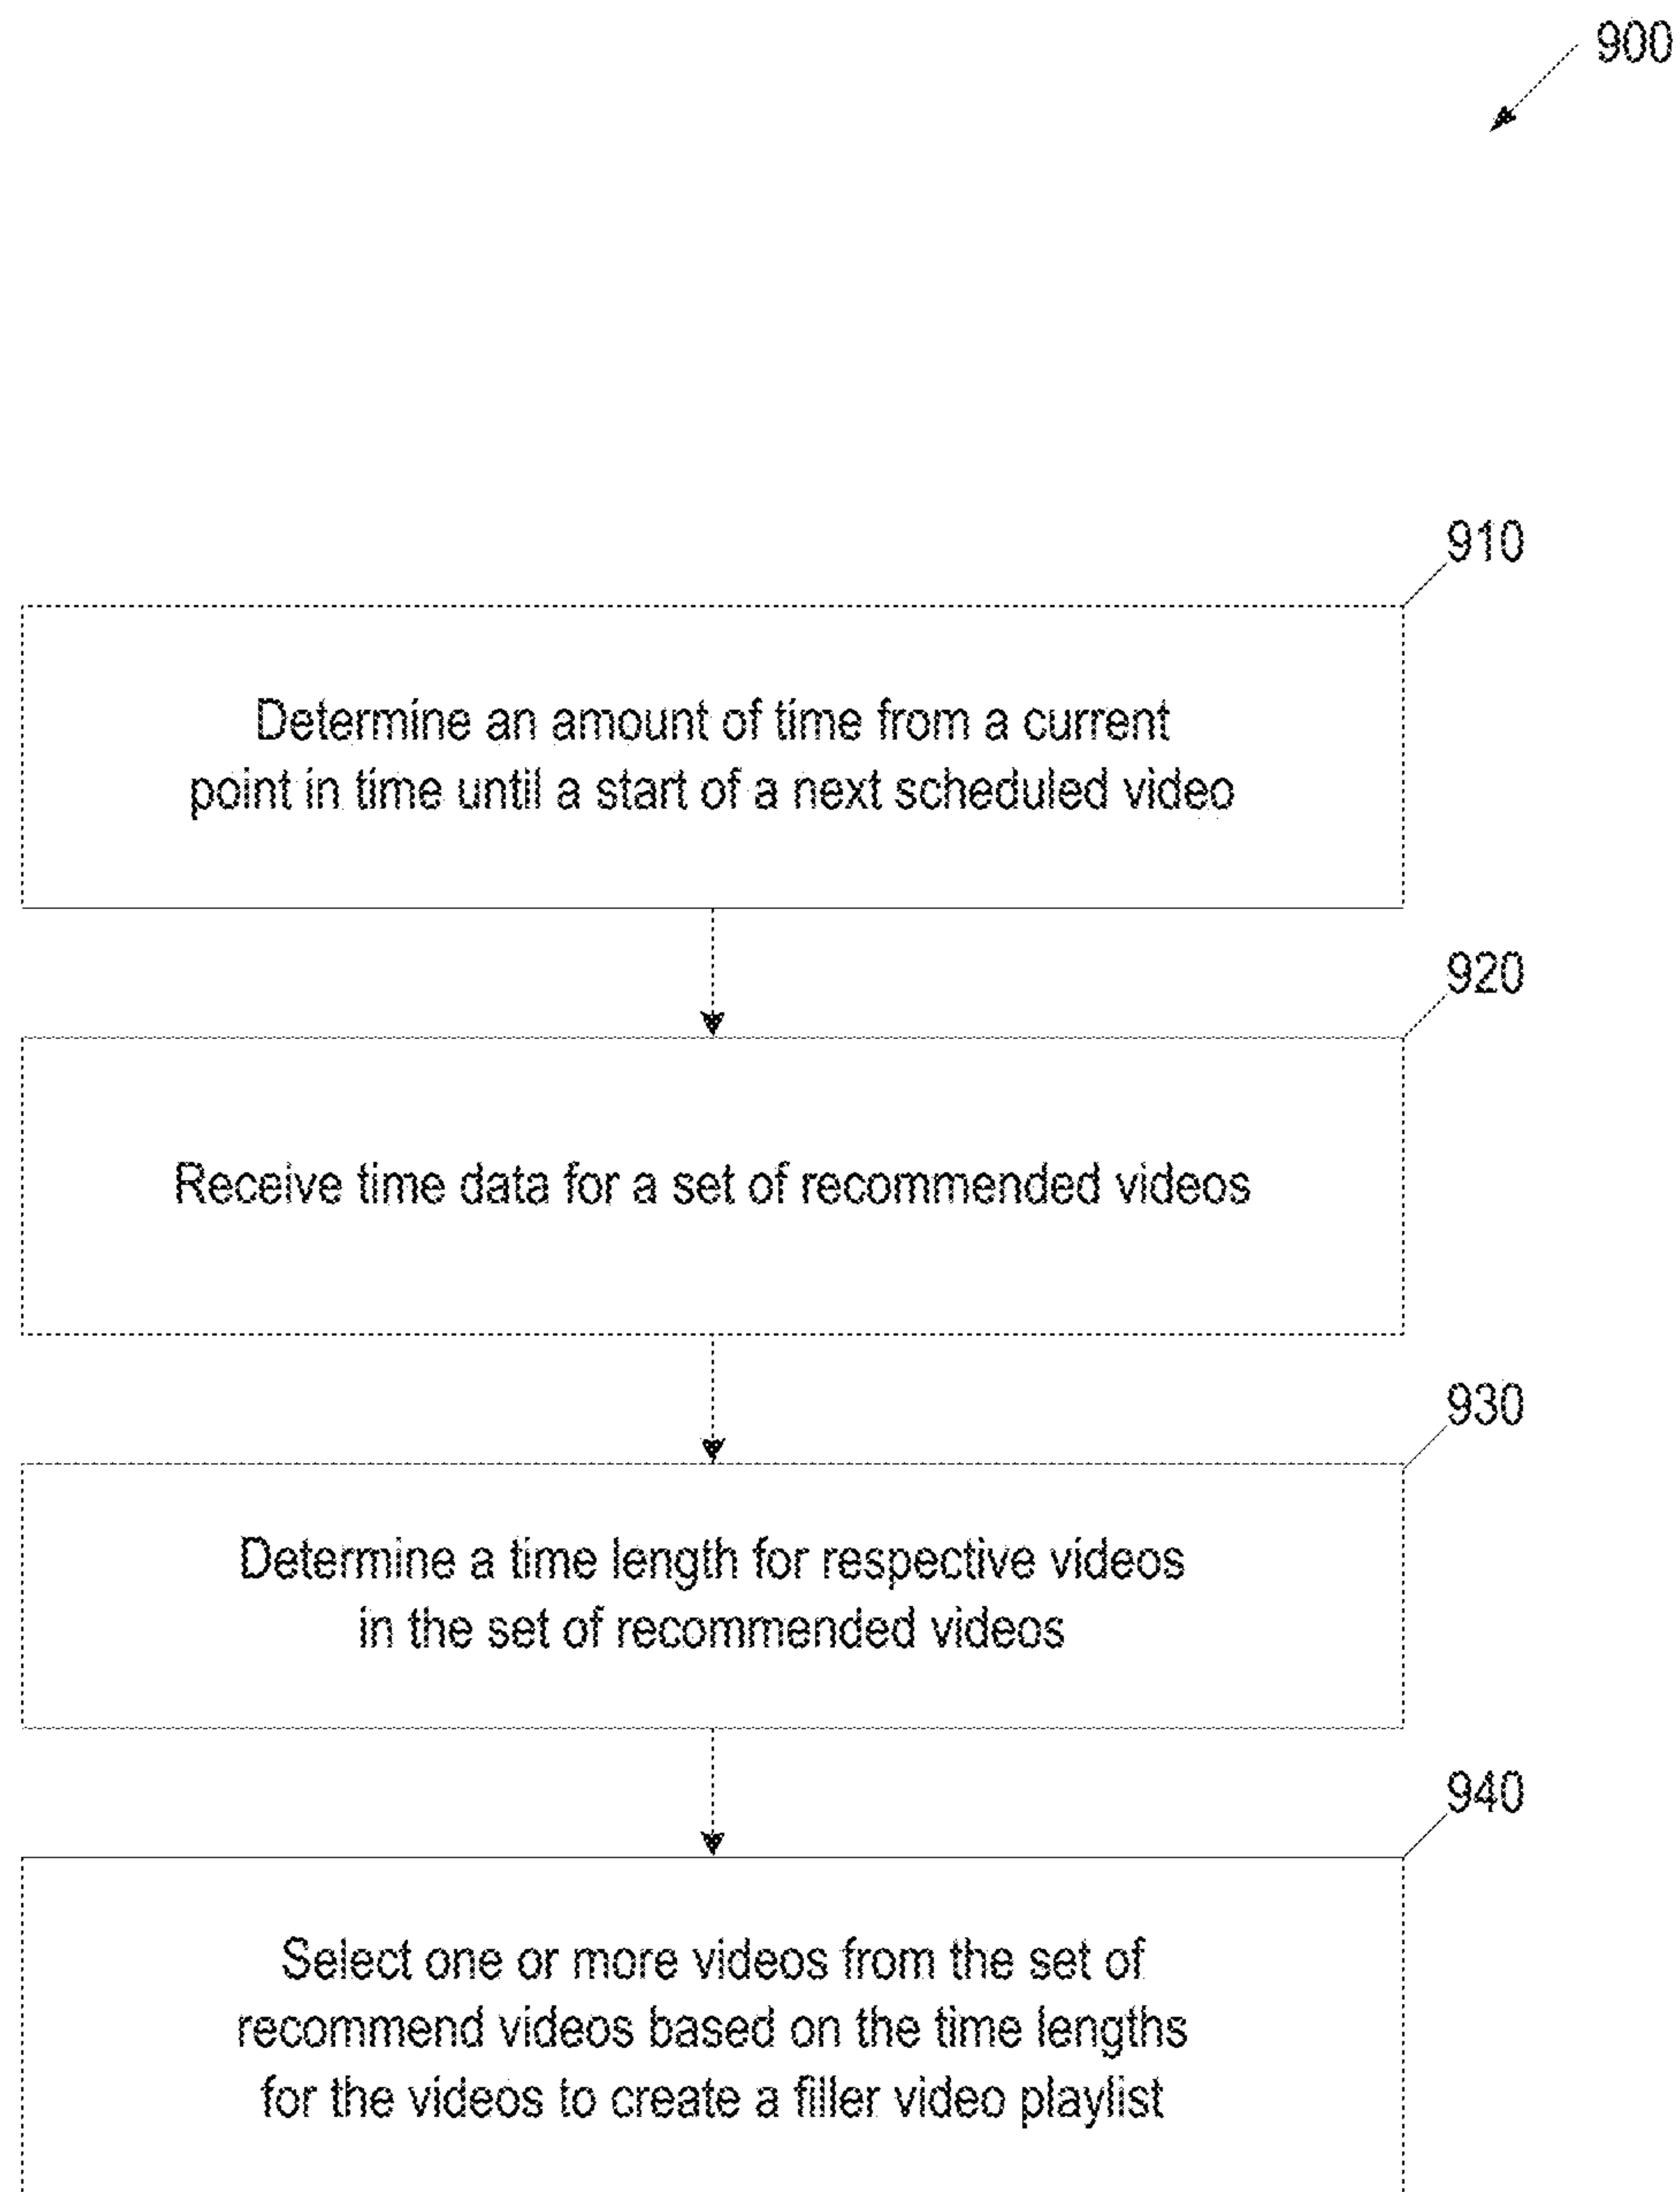 900
910
Determine an amount of time from a current
point in time until a start of a next scheduled video
920
Receive time data for a set of recommended videos
930
Determine a time length for respective videos
in the set of recommended videos
940
Select one or more videos from the set of
recommend videos based on the time lengths
for the videos to create a filler video playlist